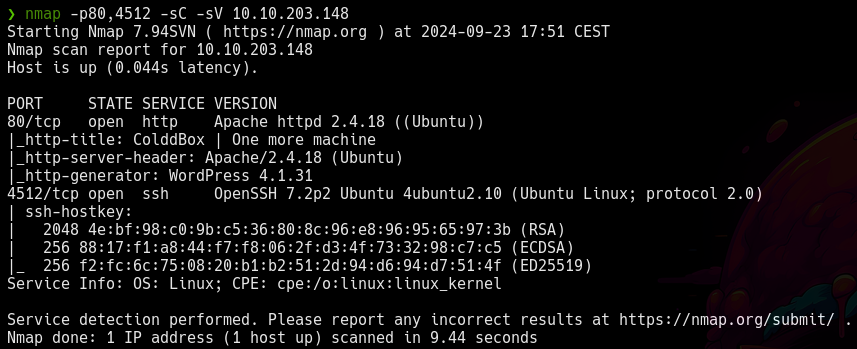 ❯ nmap -p80,4512 -sC -sV 10.10.203.148
Starting Nmap 7.94SVN ( https://nmap.org ) at 2024-09-23 17:51 CEST
Nmap scan report for 10.10.203.148
Host is up (0.044s latency).
PORT     STATE SERVICE VERSION
80/tcp   open  http    Apache httpd 2.4.18 ((Ubuntu))
|_http-title: ColddBox | One more machine
|_http-server-header: Apache/2.4.18 (Ubuntu)
|_http-generator: WordPress 4.1.31
4512/tcp open  ssh     OpenSSH 7.2p2 Ubuntu 4ubuntu2.10 (Ubuntu Linux; protocol 2.0)
| ssh-hostkey:
|   2048 4e:bf:98:c0:9b:c5:36:80:8c:96:e8:96:95:65:97:3b (RSA)
|   256 88:17:f1:a8:44:f7:f8:06:2f:d3:4f:73:32:98:c7:c5 (ECDSA)
|_  256 f2:fc:6c:75:08:20:b1:b2:51:2d:94:d6:94:d7:51:4f (ED25519)
Service Info: OS: Linux; CPE: cpe:/o:linux:linux_kernel
Service detection performed. Please report any incorrect results at https://nmap.org/submit/ .
Nmap done: 1 IP address (1 host up) scanned in 9.44 seconds